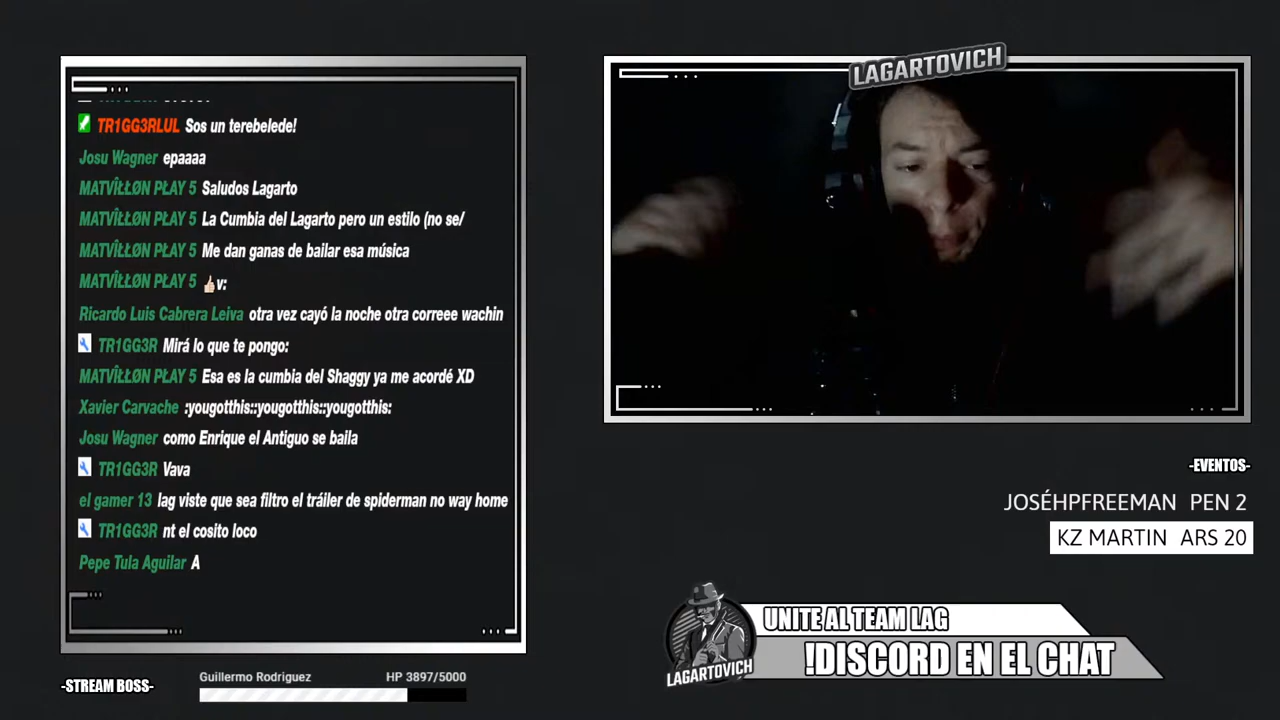 LAGARTOVICH
TR1GG3RLUL Sos un terebelede!
Josu Wagner epaaaa
MATVÎŁŁØN PŁAY 5 Saludos Lagarto
MATVÎŁŁØN PŁAY 5 La Cumbia del Lagarto pero un estilo (no se/
MATVÎŁŁØN PŁAY 5 Me dan ganas de bailar esa música
MATVÎŁŁØN PŁAY 5 👍🏻v:
Ricardo Luis Cabrera Leiva otra vez cayó la noche otra correee wachin
TR1GG3R Mirá lo que te pongo:
MATVÎŁŁØN PŁAY 5 Esa es la cumbia del Shaggy ya me acordé XD
Xavier Carvache :yougotthis::yougotthis::yougotthis:
Josu Wagner como Enrique el Antiguo se baila
TR1GG3R Vava
el gamer 13 lag viste que sea filtro el tráiler de spiderman no way home
TR1GG3R nt el cosito loco
Pepe Tula Aguilar A
-STREAM BOSS-
Guillermo Rodriguez HP 3897/5000
-EVENTOS-
JOSÉHPFREEMAN PEN 2
KZ MARTIN ARS 20
UNITE AL TEAM LAG
!DISCORD EN EL CHAT
LAGARTOVICH